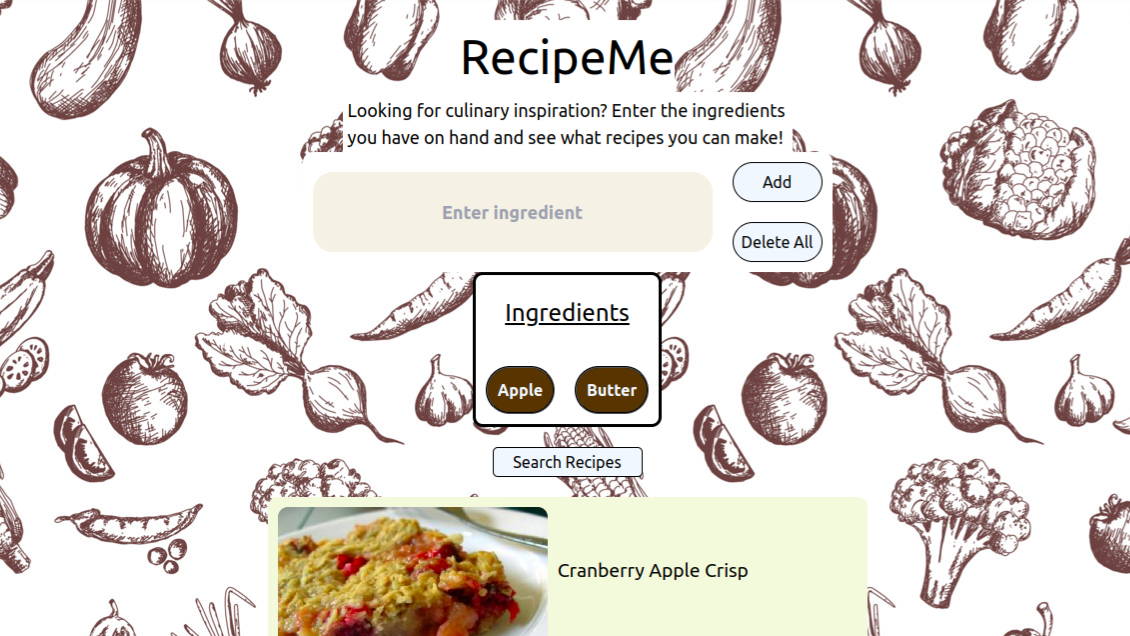 RecipeMe
Looking for culinary inspiration? Enter the ingredients
you have on hand and see what recipes you can make!
Enter ingredient
Add
Delete All
Ingredients
Apple
Butter
Search Recipes
Cranberry Apple Crisp